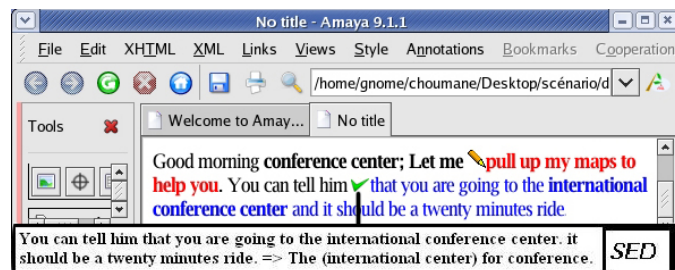 No title - Amaya 9.1.1
File Edit XHTML XML Links Views Style Annotations Bookmarks Cooperation
/home/gnome/choumane/Desktop/scénario/d
Tools
Welcome to Amay... No title
Good morning conference center; Let me pull up my maps to
help you. You can tell him that you are going to the international
conference center and it should be a twenty minutes ride.
You can tell him that you are going to the international conference center. it
should be a twenty minutes ride. => The (international center) for conference.
SED